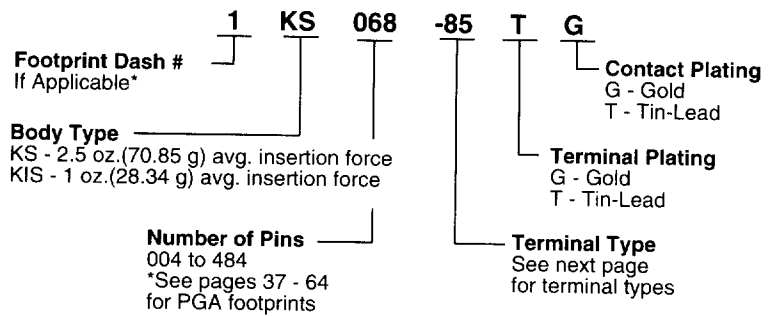 1 KS 068 -85 T G
Footprint Dash #
If Applicable*
Contact Plating
G - Gold
T - Tin-Lead
Body Type
KS - 2.5 oz.(70.85 g) avg. insertion force
KIS - 1 oz.(28.34 g) avg. insertion force
Terminal Plating
G - Gold
T - Tin-Lead
Number of Pins
004 to 484
*See pages 37 - 64
for PGA footprints
Terminal Type
See next page
for terminal types